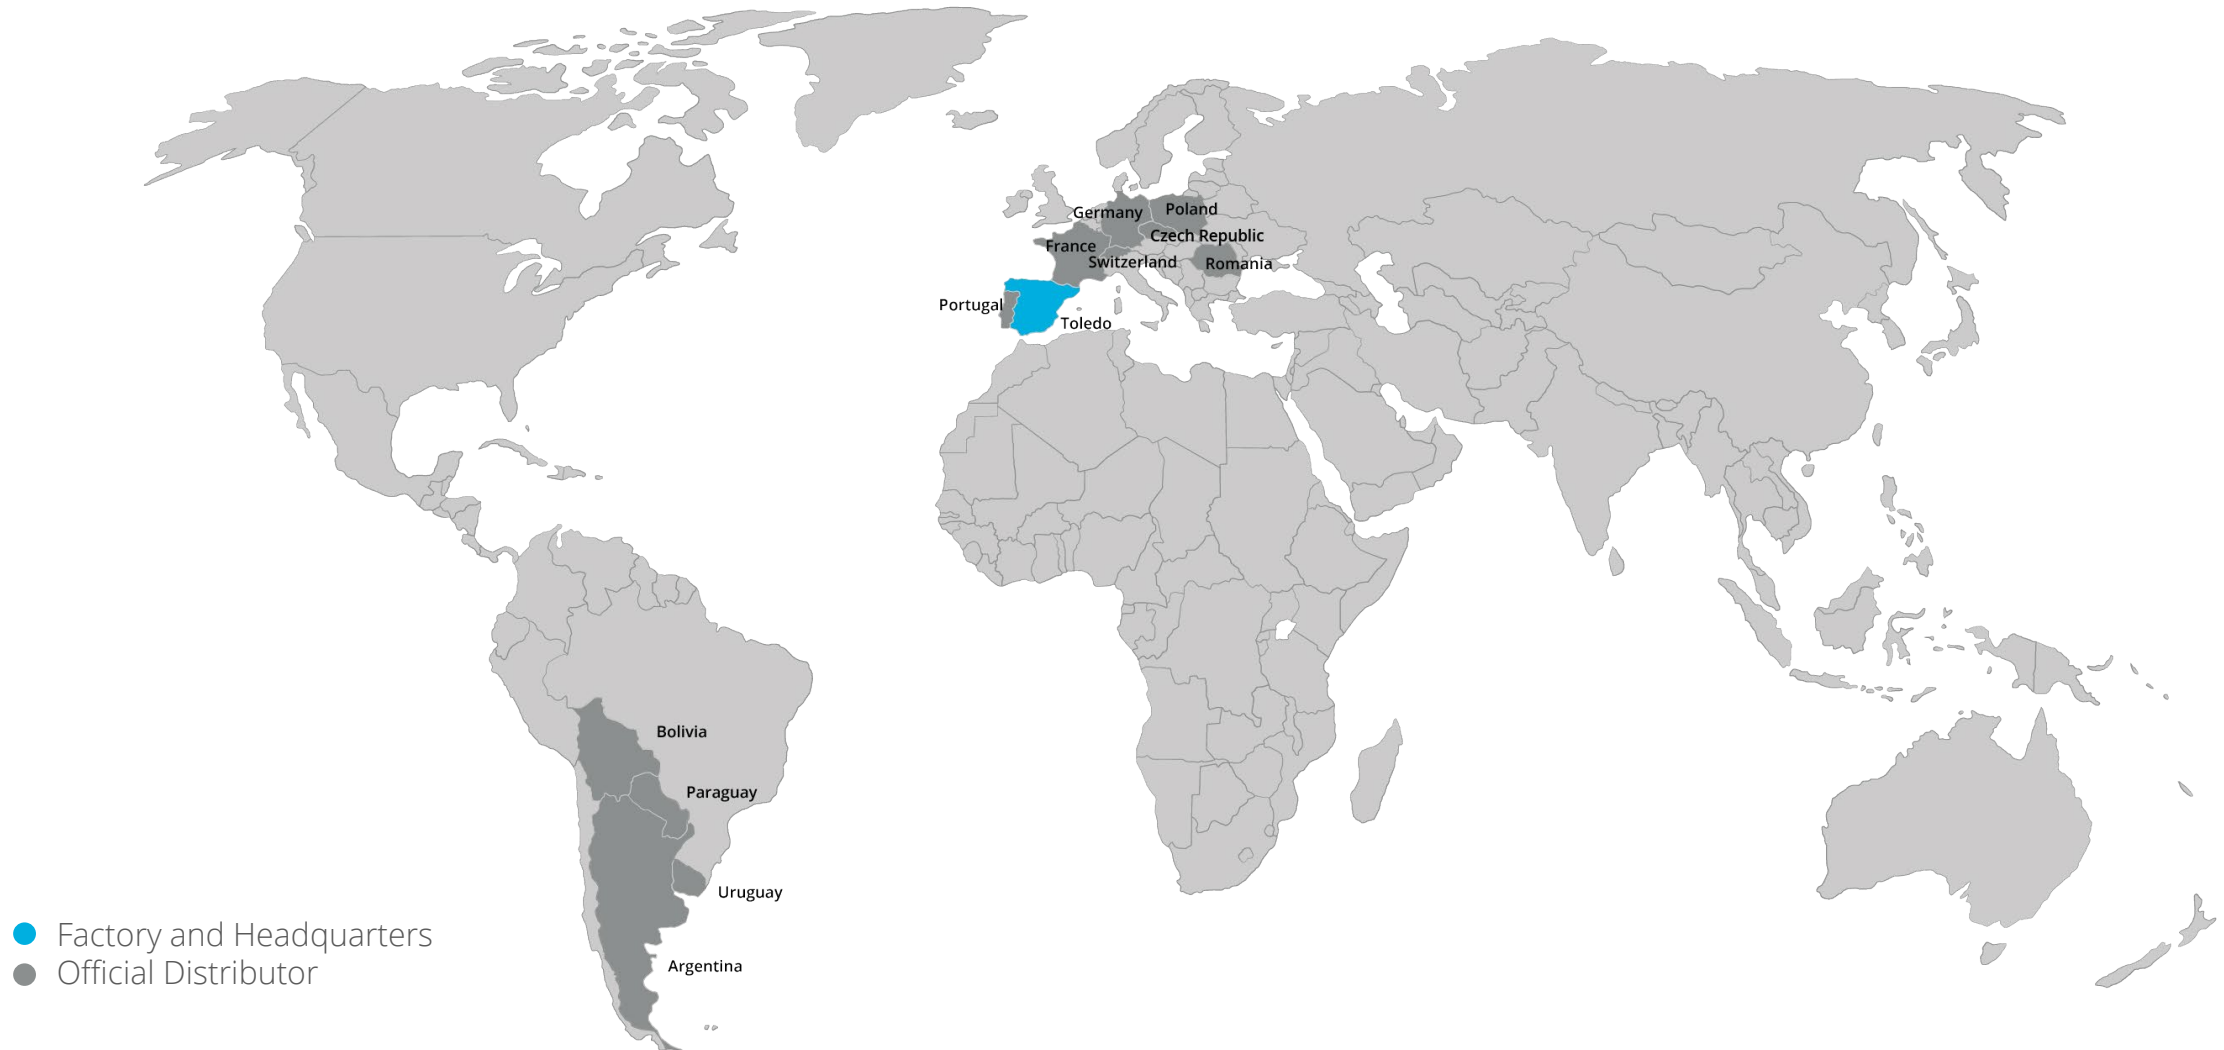 Germany
Poland
Czech Republic
France
Switzerland
Romania
Portugal
Toledo
Bolivia
Paraguay
Uruguay
Argentina
Factory and Headquarters
Official Distributor